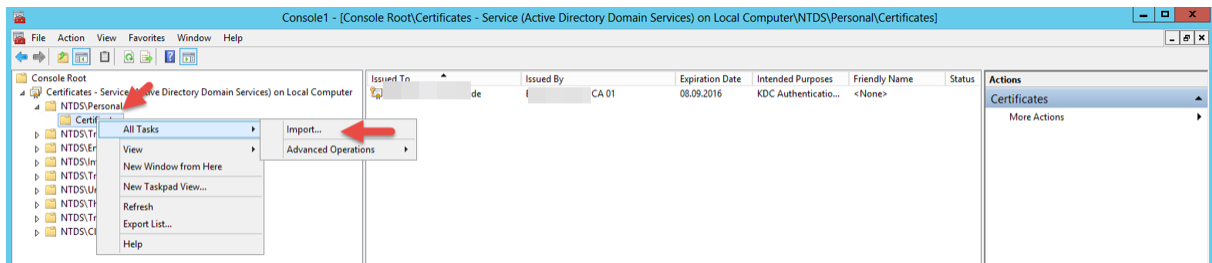 Console1 - [Console Root\Certificates - Service (Active Directory Domain Services) on Local Computer\NTDS\Personal\Certificates]
File Action View Favorites Window Help
Console Root
Issued To Issued By Expiration Date Intended Purposes Friendly Name Status
Actions
Certificates - Service (Active Directory Domain Services) on Local Computer
de CA 01 08.09.2016 KDC Authenticatio... <None>
Certificates
NTDS\Personal
More Actions
Certif
All Tasks
Import...
NTDS\Tr
View
Advanced Operations
NTDS\En
New Window from Here
NTDS\In
NTDS\Tr
New Taskpad View...
NTDS\Un
NTDS\Th
Refresh
NTDS\Tr
Export List...
NTDS\Cl
Help